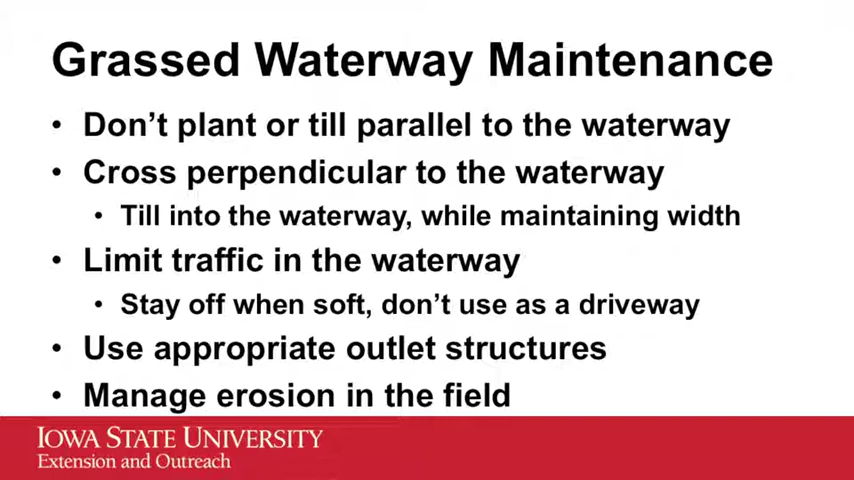 Grassed Waterway Maintenance
• Don't plant or till parallel to the waterway
• Cross perpendicular to the waterway
• Till into the waterway, while maintaining width
• Limit traffic in the waterway
• Stay off when soft, don't use as a driveway
• Use appropriate outlet structures
• Manage erosion in the field
IOWA STATE UNIVERSITY
Extension and Outreach